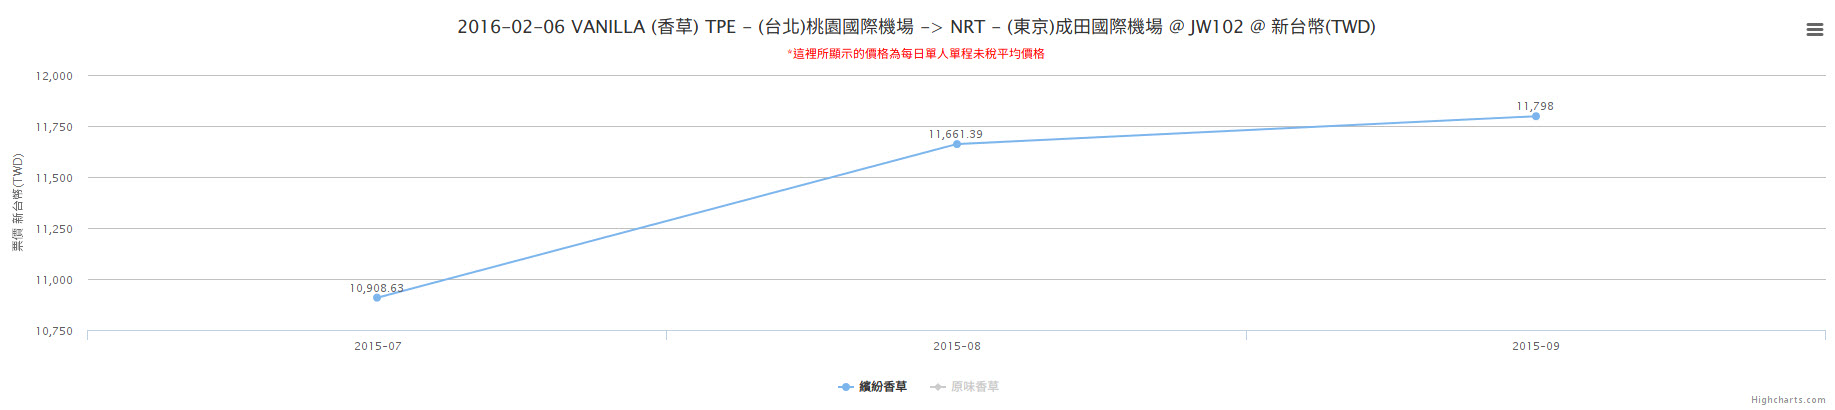 2016-02-06 VANILLA (香草) TPE - (台北)桃園國際機場 -> NRT - (東京)成田國際機場 @ JW102 @ 新台幣(TWD)
*這裡所顯示的價格為每日單人單程未稅平均價格
12,000
11,750
11,500
11,250
11,000
10,750
票價 新台幣(TWD)
10,908.63
11,661.39
11,798
2015-07
2015-08
2015-09
繽紛香草
原味香草
Highcharts.com